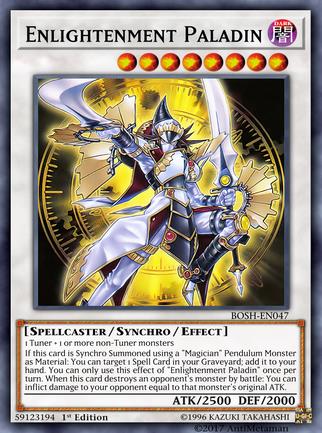 ENLIGHTENMENT PALADIN
DARK
闇
BOSH-EN047
[SPELLCASTER / SYNCHRO / EFFECT]
1 Tuner + 1 or more non-Tuner monsters
If this card is Synchro Summoned using a "Magician" Pendulum Monster
as Material: You can target 1 Spell Card in your Graveyard; add it to your
hand. You can only use this effect of "Enlightenment Paladin" once per
turn. When this card destroys an opponent's monster by battle: You can
inflict damage to your opponent equal to that monster's original ATK.
ATK/2500 DEF/2000
59123194 1st Edition ©1996 KAZUKI TAKAHASHI
©2017 AntiMetaman